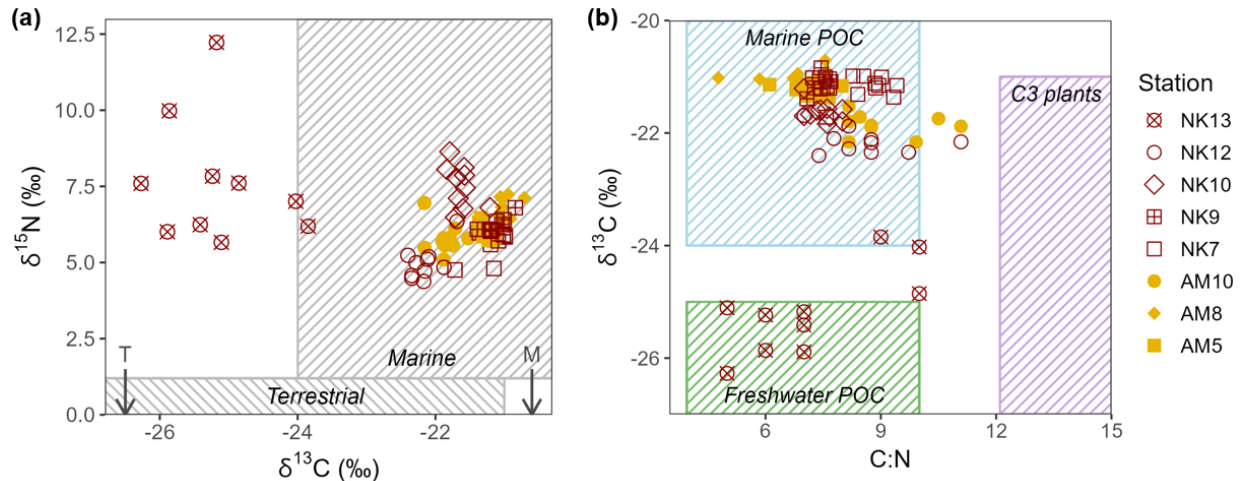 (a)
12.5
10.0
7.5
5.0
2.5
0.0
δ15N (‰)
T
M
Marine
Terrestrial
-26
-24
-22
δ13C (‰)
(b)
-20
-22
-24
-26
δ13C (‰)
Marine POC
C3 plants
Freshwater POC
6
9
12
15
C:N
Station
NK13
NK12
NK10
NK9
NK7
AM10
AM8
AM5